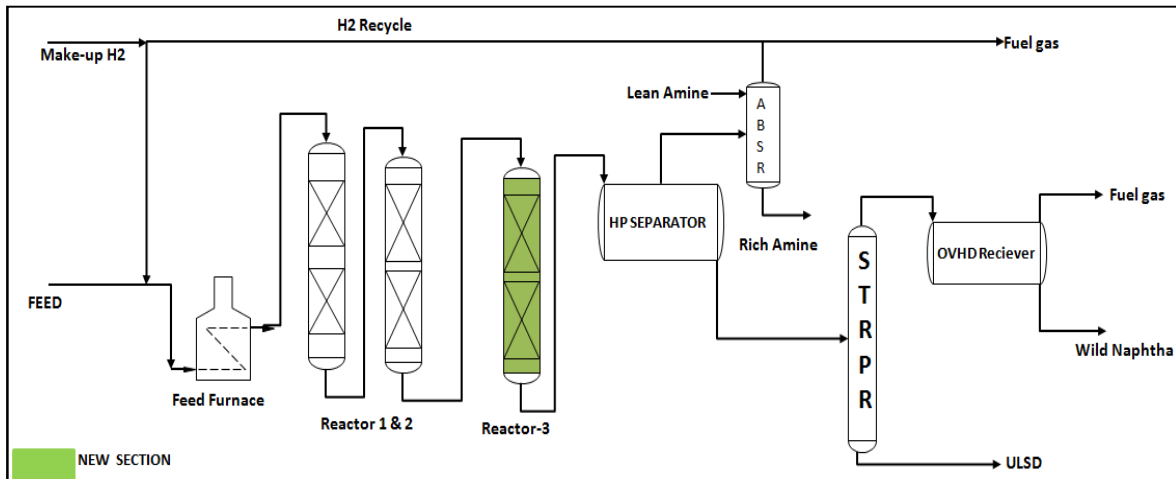 H2 Recycle
Make-up H2
Fuel gas
Lean Amine
A
B
S
R
Fuel gas
HP SEPARATOR
Rich Amine
S
T
R
P
R
OVHD Reciever
FEED
Wild Naphtha
Feed Furnace
Reactor 1 & 2
Reactor-3
NEW SECTION
ULSD